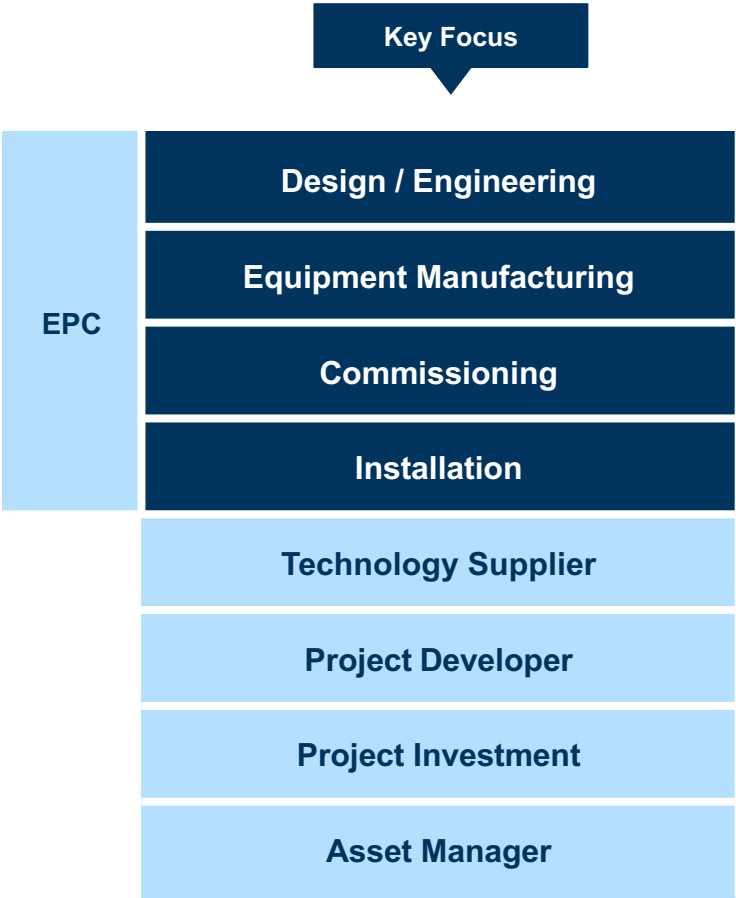 Key Focus
Design / Engineering
Equipment Manufacturing
EPC
Commissioning
Installation
Technology Supplier
Project Developer
Project Investment
Asset Manager